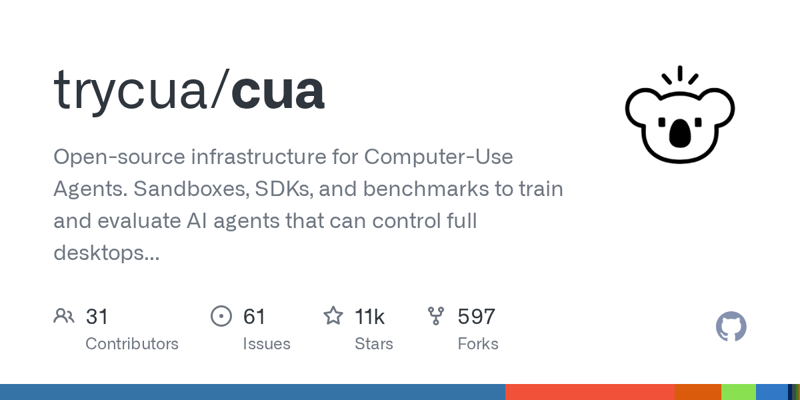 trycua/cua
Open-source infrastructure for Computer-Use
Agents. Sandboxes, SDKs, and benchmarks to train
and evaluate AI agents that can control full
desktops...
31 61 11k 597
Contributors Issues Stars Forks